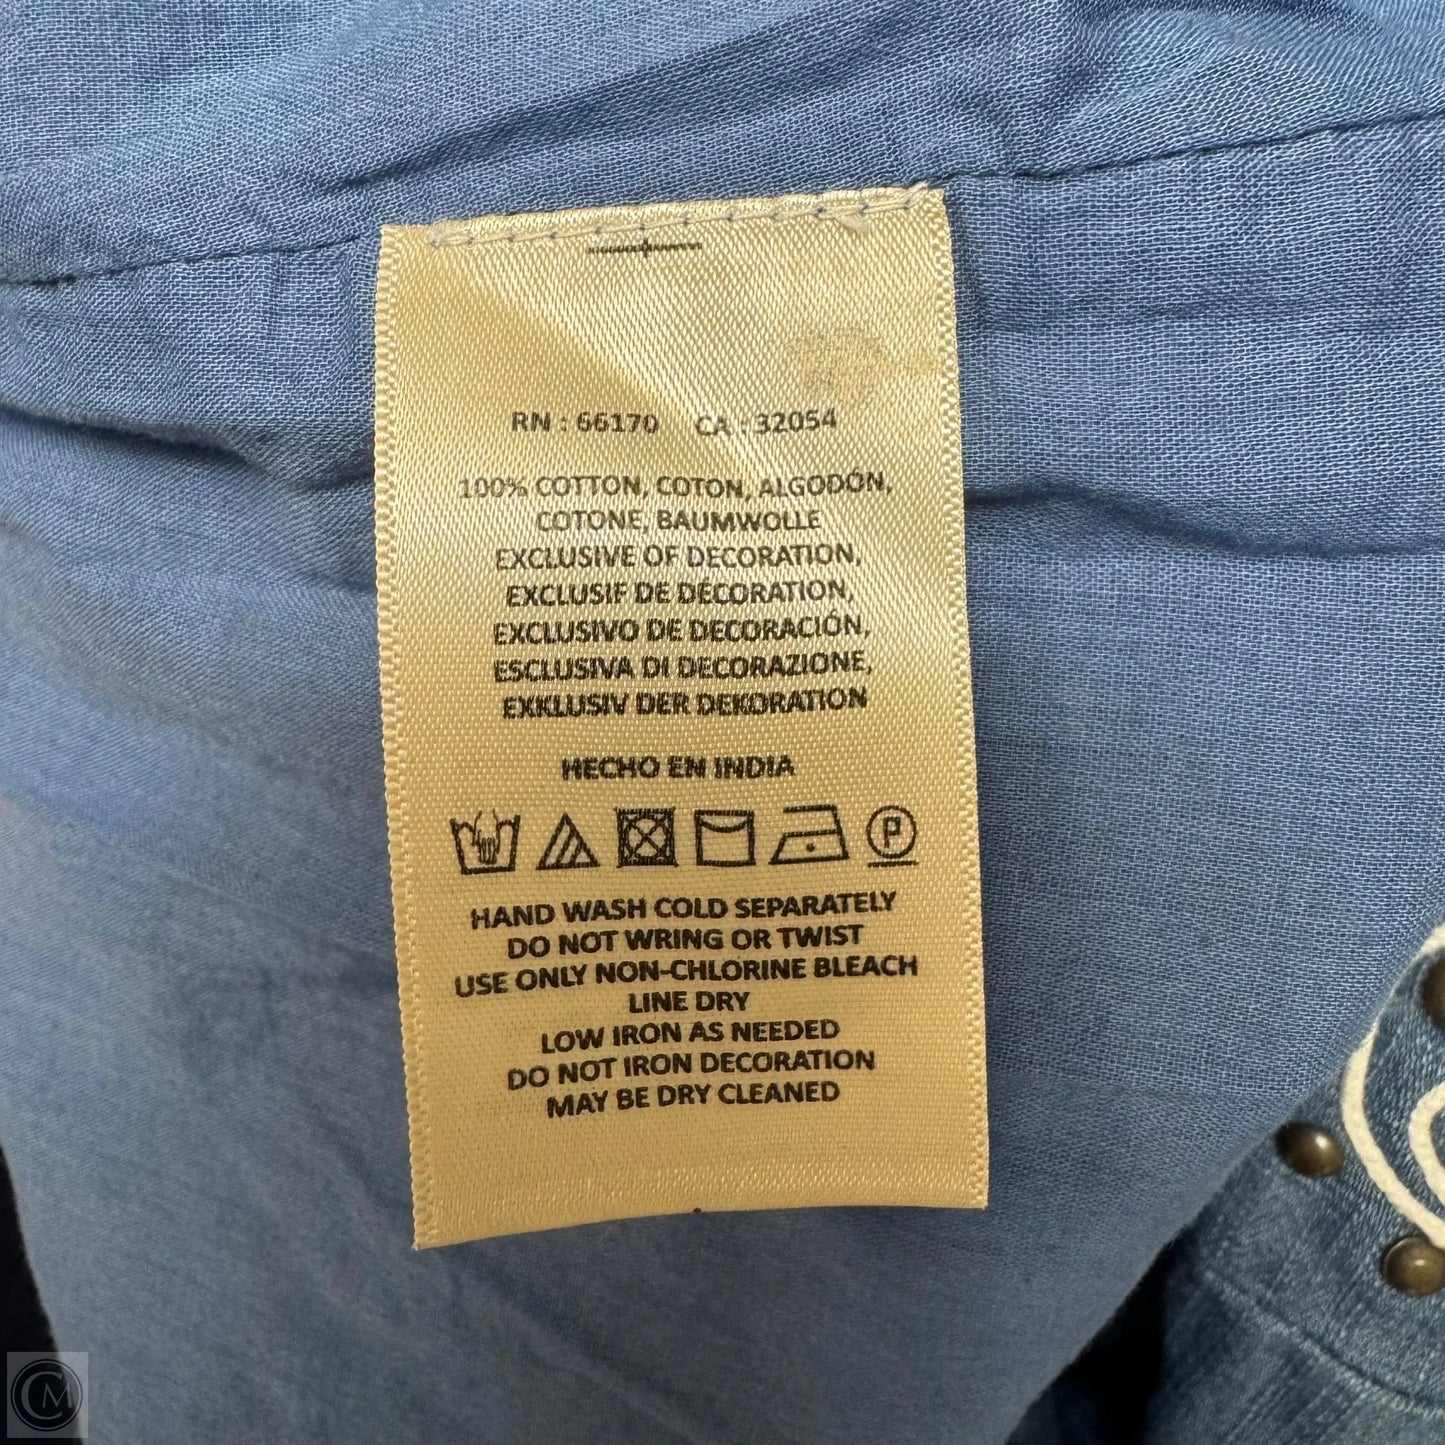 RN : 66170 CA : 32054
100% COTTON, COTON, ALGODÓN,
COTONE, BAUMWOLLE
EXCLUSIVE OF DECORATION,
EXCLUSIF DE DÉCORATION,
EXCLUSIVO DE DECORACIÓN,
ESCLUSIVA DI DECORAZIONE,
EXKLUSIV DER DEKORATION
HECHO EN INDIA
P
HAND WASH COLD SEPARATELY
DO NOT WRING OR TWIST
USE ONLY NON-CHLORINE BLEACH
LINE DRY
LOW IRON AS NEEDED
DO NOT IRON DECORATION
MAY BE DRY CLEANED
CM